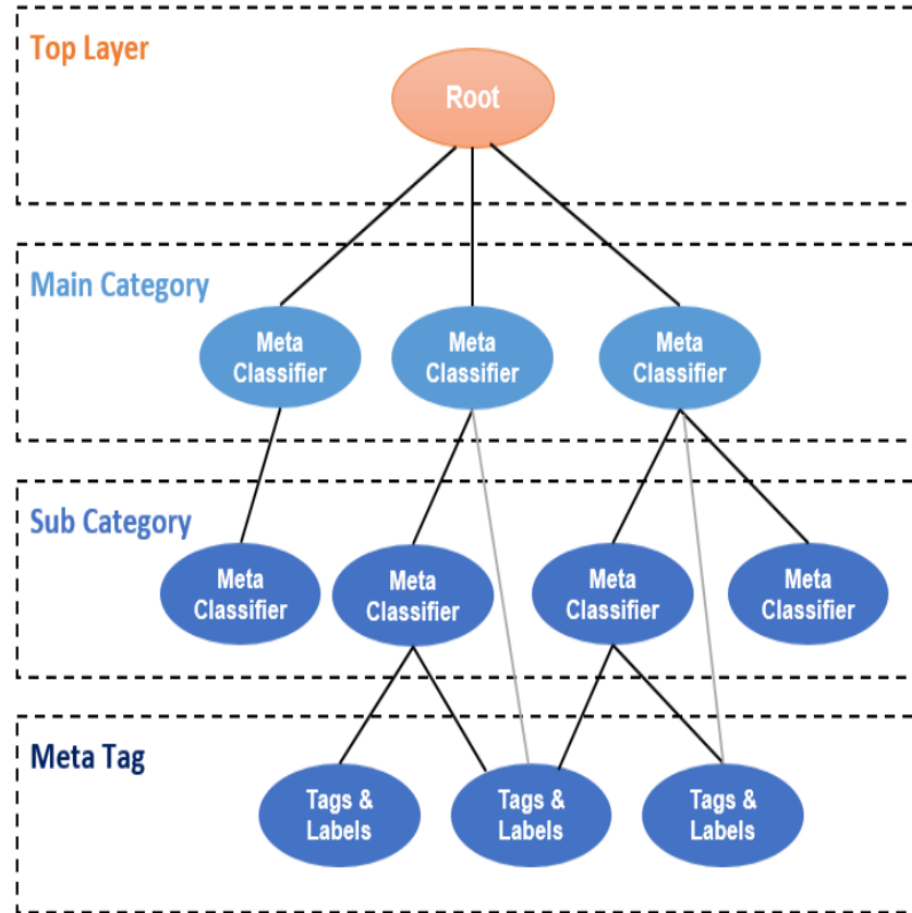 Top Layer
Root
Main Category
Meta
Classifier
Meta
Classifier
Meta
Classifier
Sub Category
Meta
Classifier
Meta
Classifier
Meta
Classifier
Meta
Classifier
Meta Tag
Tags &
Labels
Tags &
Labels
Tags &
Labels